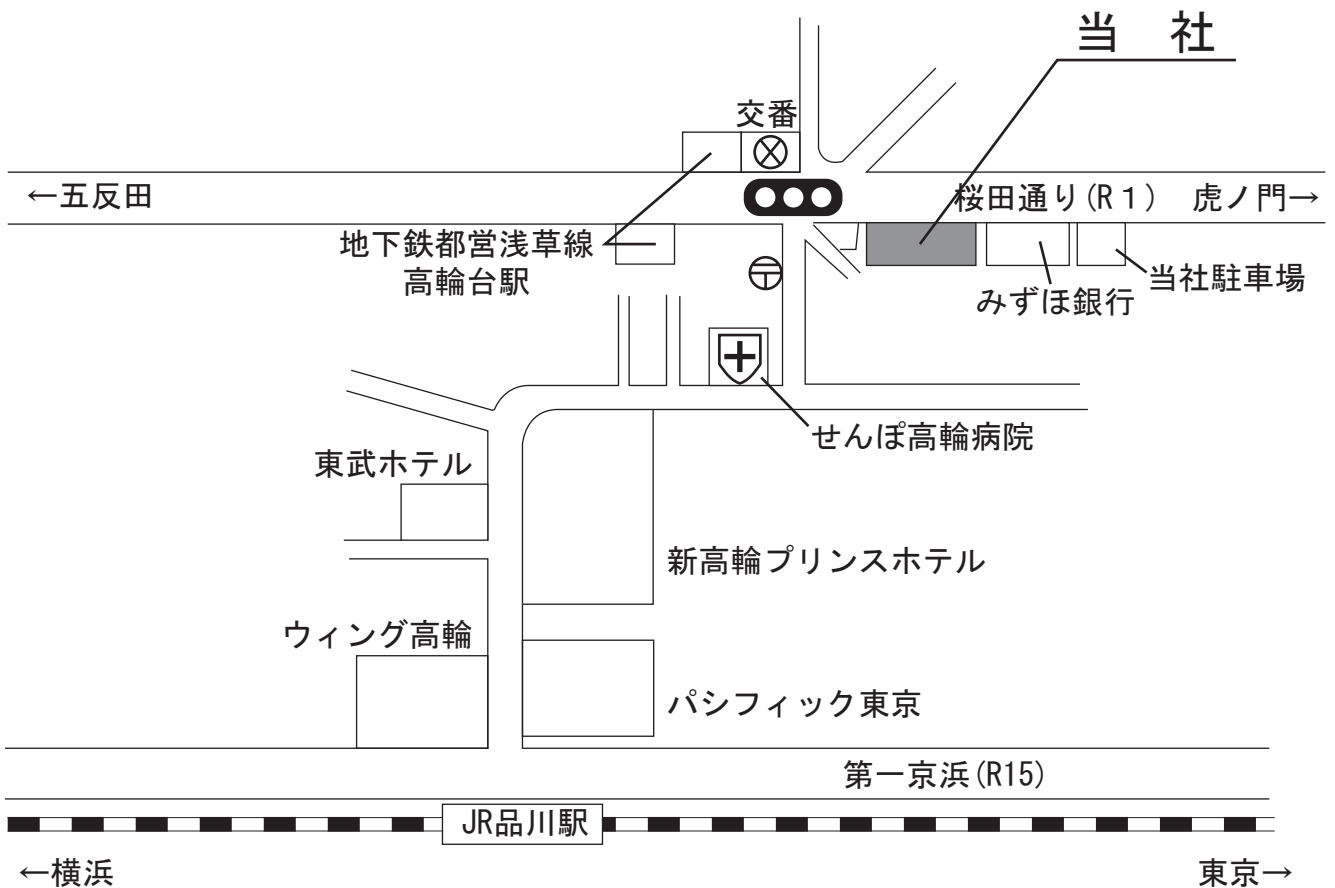 当　社
交番
←五反田
桜田通り(R１)　虎ノ門→
地下鉄都営浅草線
高輪台駅
〒
当社駐車場
みずほ銀行
せんぽ高輪病院
東武ホテル
新高輪プリンスホテル
ウィング高輪
パシフィック東京
第一京浜(R15)
JR品川駅
←横浜
東京→